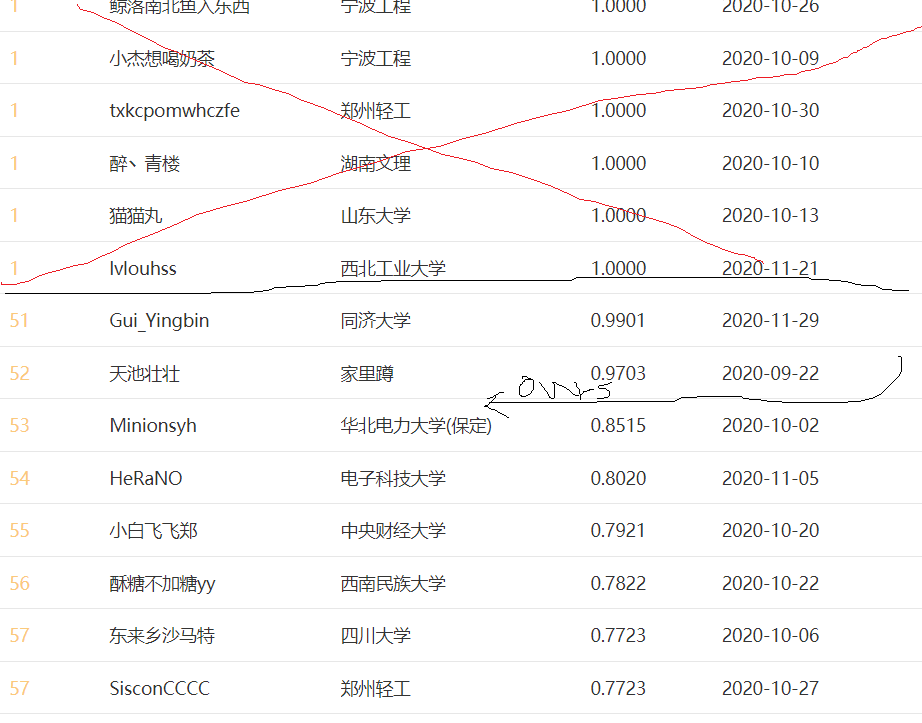 1 鲸落南北鱼入东西 宁波工程 1.0000 2020-10-26
1 小杰想喝奶茶 宁波工程 1.0000 2020-10-09
1 txkcpomwhczfe 郑州轻工 1.0000 2020-10-30
1 醉丶青楼 湖南文理 1.0000 2020-10-10
1 猫猫丸 山东大学 1.0000 2020-10-13
1 lvlouhss 西北工业大学 1.0000 2020-11-21
51 Gui_Yingbin 同济大学 0.9901 2020-11-29
52 天池壮壮 家里蹲 0.9703 2020-09-22
ours
53 Minionsyh 华北电力大学(保定) 0.8515 2020-10-02
54 HeRaNO 电子科技大学 0.8020 2020-11-05
55 小白飞飞郑 中央财经大学 0.7921 2020-10-20
56 酥糖不加糖yy 西南民族大学 0.7822 2020-10-22
57 东来乡沙马特 四川大学 0.7723 2020-10-06
57 SisconCCCC 郑州轻工 0.7723 2020-10-27